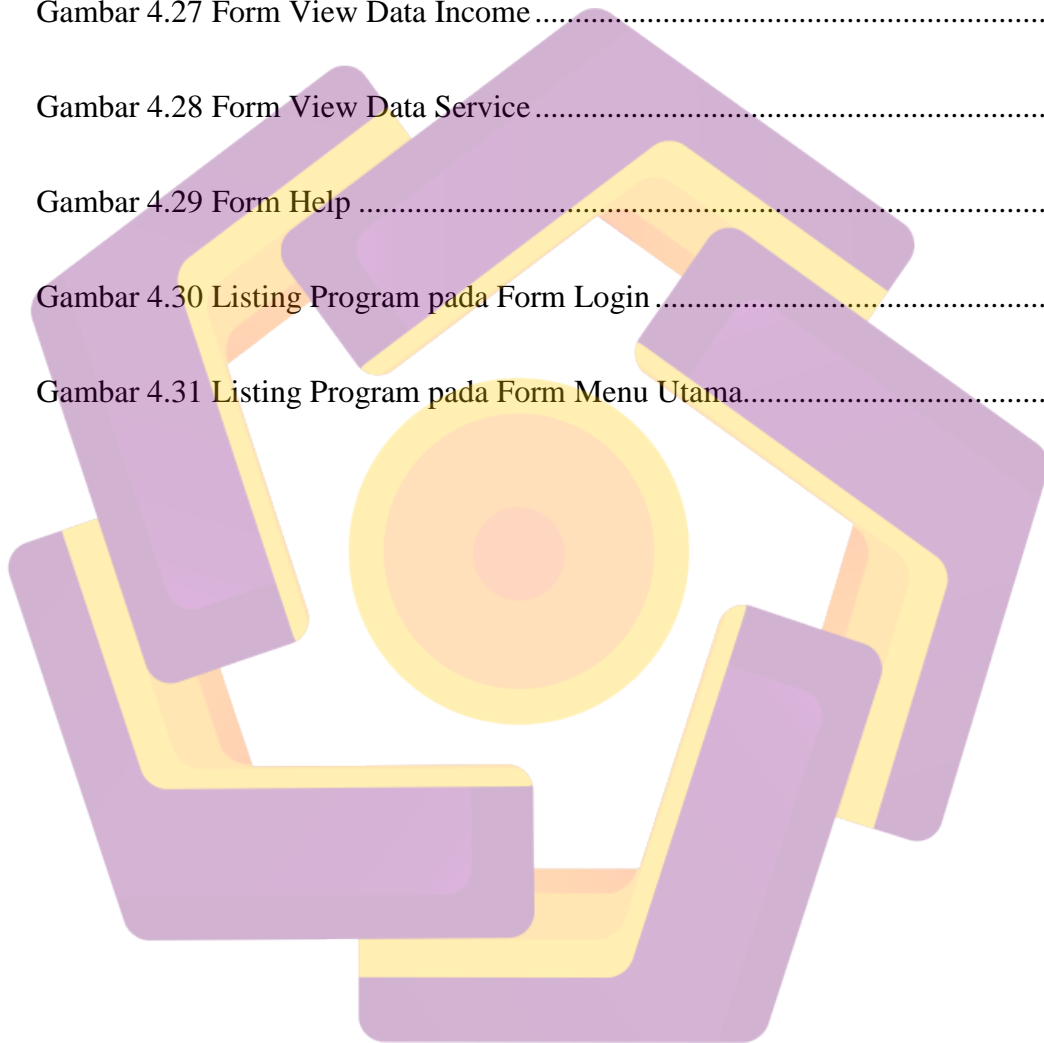 Gambar 4.27 Form View Data Income ................................................................
Gambar 4.28 Form View Data Service ................................................................
Gambar 4.29 Form Help ......................................................................................
Gambar 4.30 Listing Program pada Form Login ................................................
Gambar 4.31 Listing Program pada Form Menu Utama.....................................